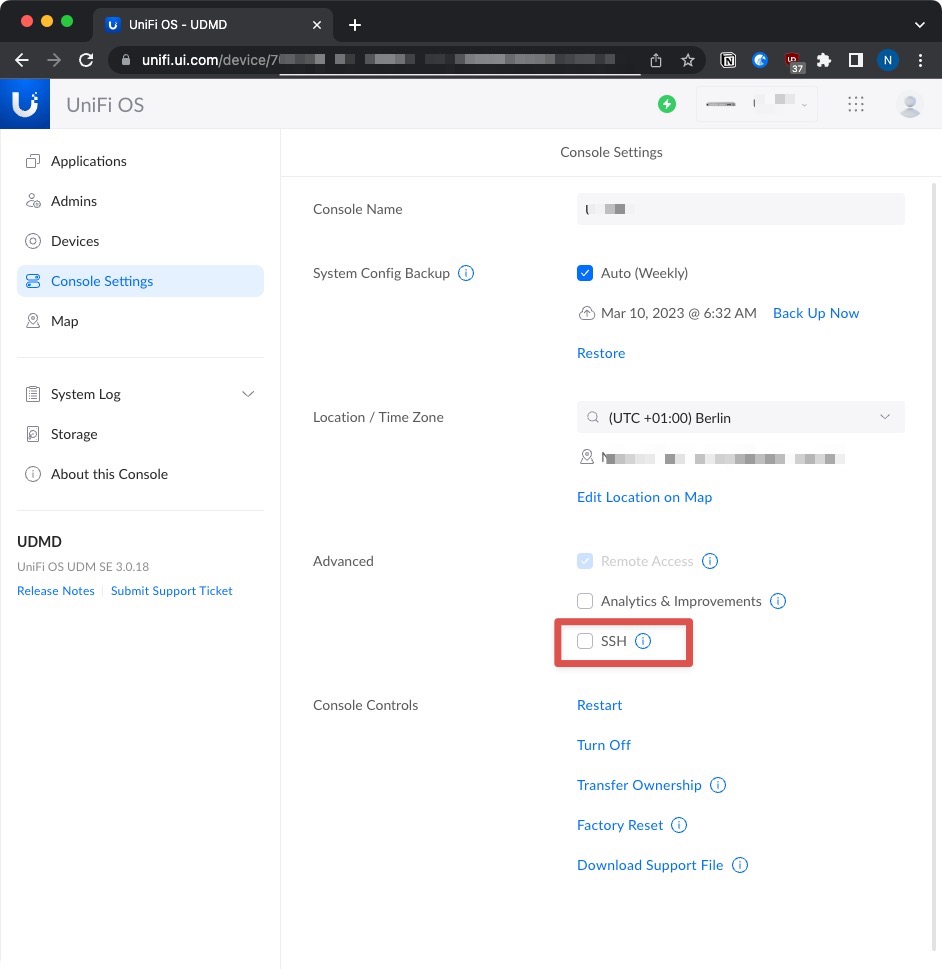 UniFi OS - UDMD
unifi.ui.com/device/7
37
N
UniFi OS
Console Settings
Applications
Admins
Devices
Console Settings
Map
System Log
Storage
About this Console
UDMD
UniFi OS UDM SE 3.0.18
Release Notes Submit Support Ticket
Console Name
System Config Backup
Auto (Weekly)
Mar 10, 2023 @ 6:32 AM Back Up Now
Restore
Location / Time Zone
(UTC +01:00) Berlin
Edit Location on Map
Advanced
Remote Access
Analytics & Improvements
SSH
Console Controls
Restart
Turn Off
Transfer Ownership
Factory Reset
Download Support File